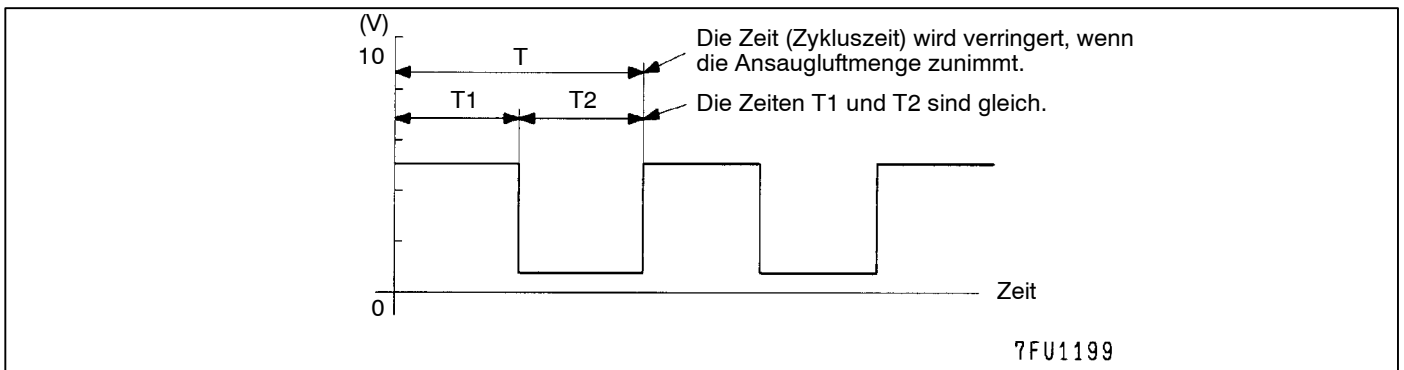 (V)
10
T
Die Zeit (Zykluszeit) wird verringert, wenn
die Ansaugluftmenge zunimmt.
T1
T2
Die Zeiten T1 und T2 sind gleich.
0
Zeit
7FU1199